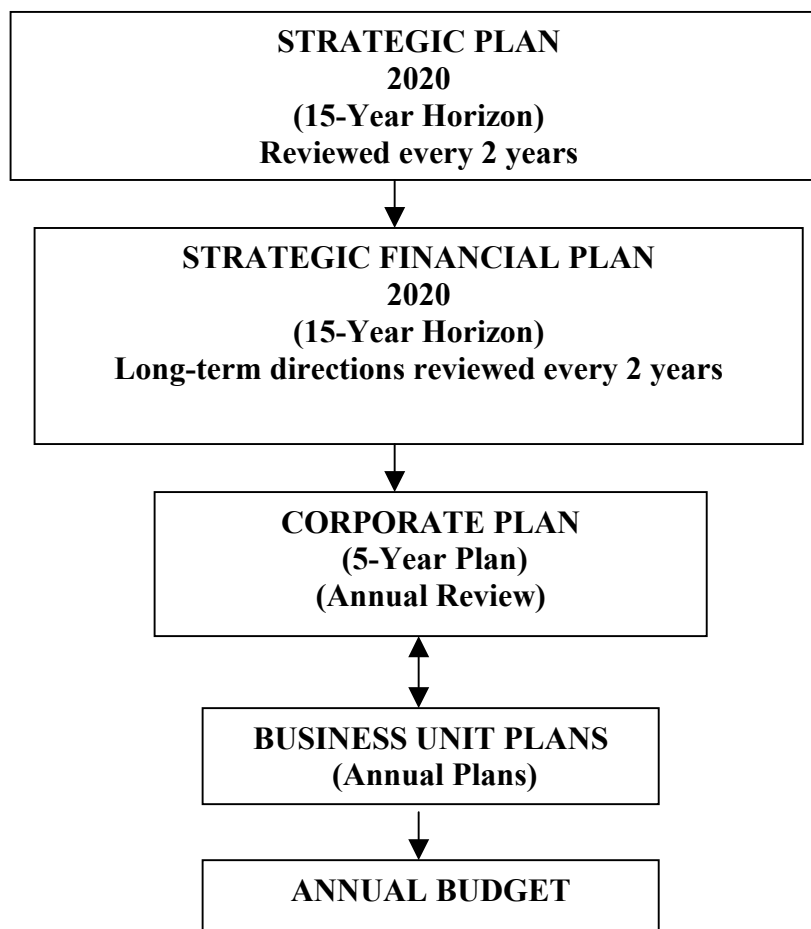 STRATEGIC PLAN
2020
(15-Year Horizon)
Reviewed every 2 years
STRATEGIC FINANCIAL PLAN
2020
(15-Year Horizon)
Long-term directions reviewed every 2 years
CORPORATE PLAN
(5-Year Plan)
(Annual Review)
BUSINESS UNIT PLANS
(Annual Plans)
ANNUAL BUDGET